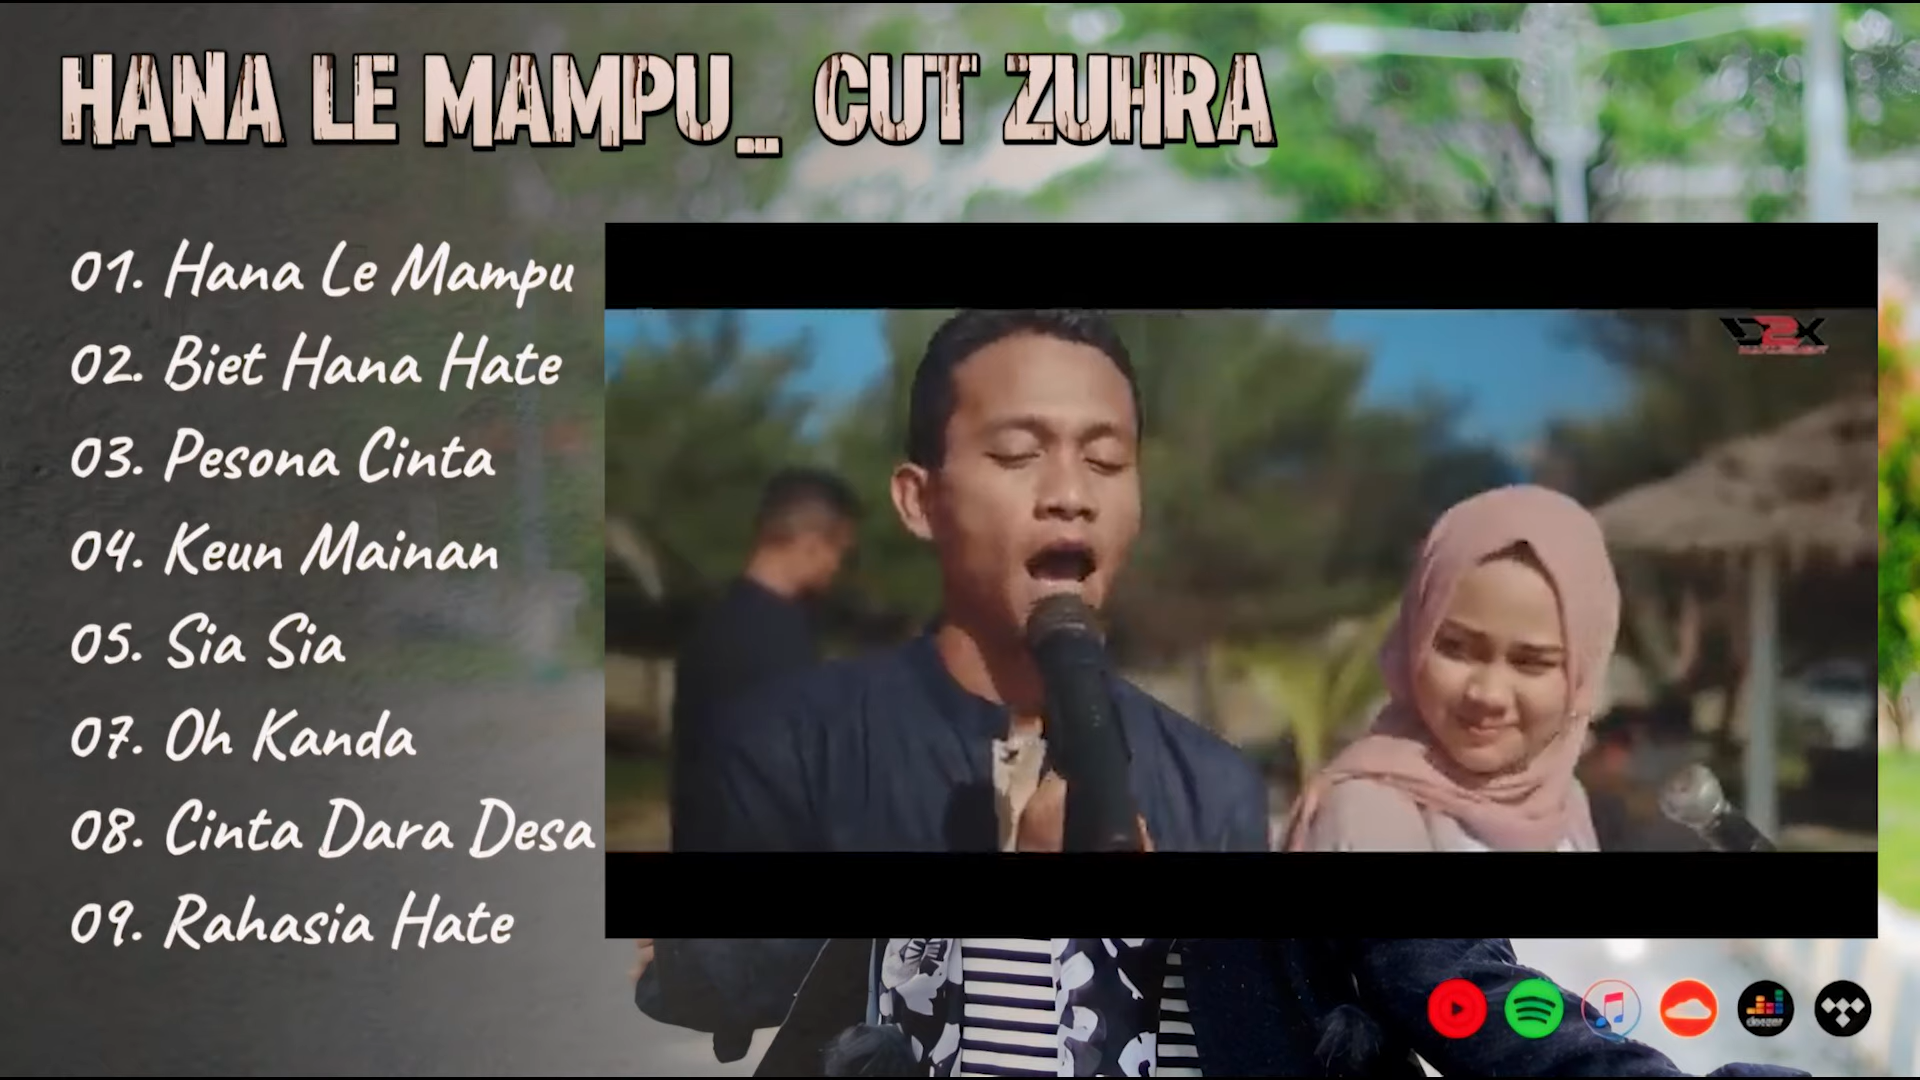 HANA LE MAMPU_ CUT ZUHRA
01. Hana Le Mampu
02. Biet Hana Hate
03. Pesona Cinta
04. Keun Mainan
05. Sia Sia
07. Oh Kanda
08. Cinta Dara Desa
09. Rahasia Hate
deezer